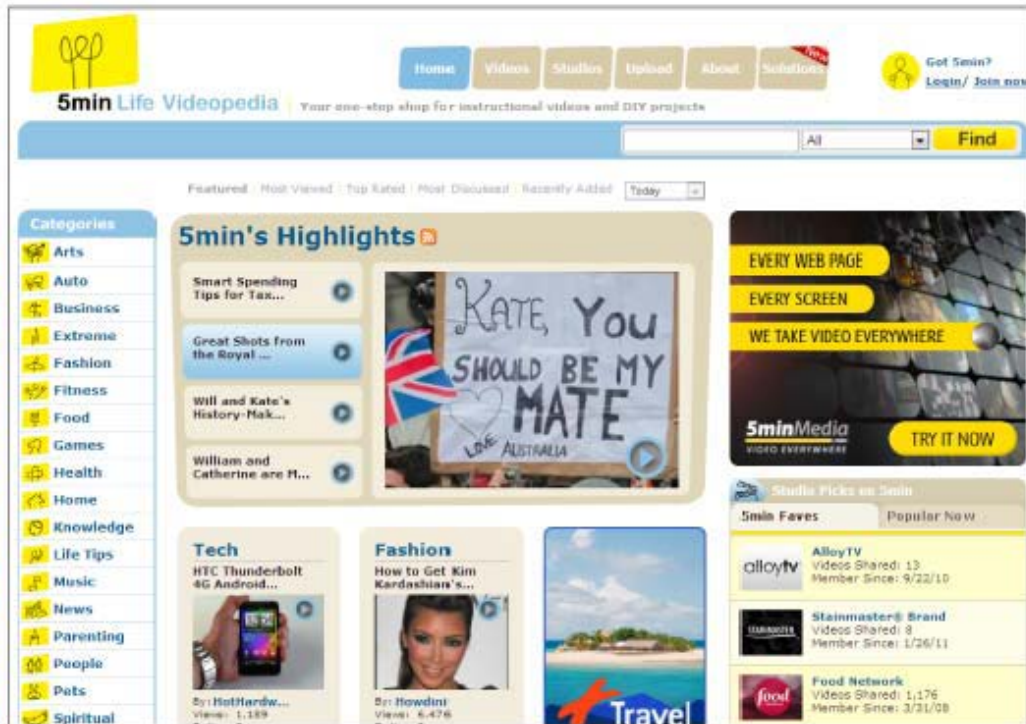 Home Videos Studios Upload About Solutions
New
Got 5min?
Login/ Join now
5min Life Videopedia Your one-stop shop for instructional videos and DIY projects
All Find
Featured Most Viewed Top Rated Most Discussed Recently Added Today
Categories
Arts
Auto
Business
Extreme
Fashion
Fitness
Food
Games
Health
Home
Knowledge
Life Tips
Music
News
Parenting
People
Pets
Spiritual
5min's Highlights
Smart Spending
Tips for Tax...
Great Shots from
the Royal ...
Will and Kate's
History-Mak...
William and
Catherine are M...
KATE, YOU
SHOULD BE MY
MATE
LOVE AUSTRALIA
Tech
HTC Thunderbolt
4G Android...
By: HotHardw...
Views: 1,189
Fashion
How to Get Kim
Kardashian's...
By: Howdini
Views: 6,476
Travel
EVERY WEB PAGE
EVERY SCREEN
WE TAKE VIDEO EVERYWHERE
5minMedia
VIDEO EVERYWHERE
TRY IT NOW
Studio Picks on 5min
5min Faves Popular Now
alloytv
AlloyTV
Videos Shared: 13
Member Since: 9/22/10
STAINMASTER
Stainmaster® Brand
Videos Shared: 8
Member Since: 1/26/11
food
Food Network
Videos Shared: 1,176
Member Since: 3/31/08